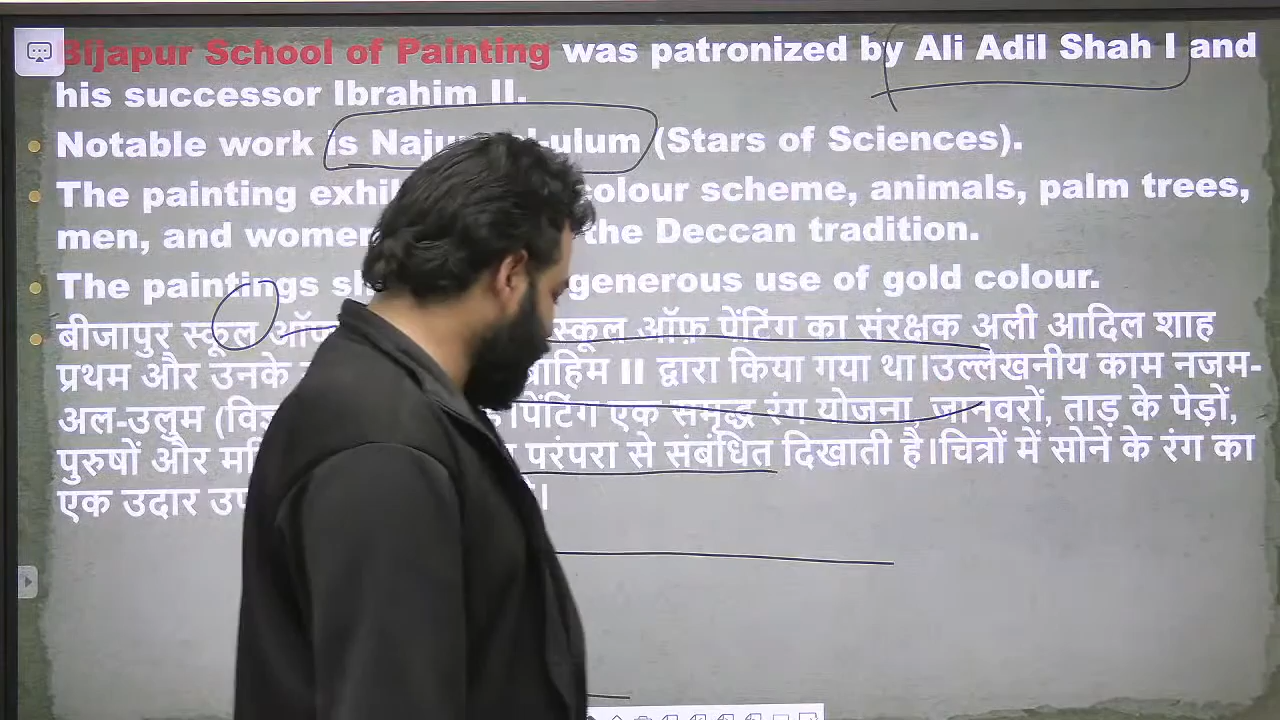 Bijapur School of Painting was patronized by Ali Adil Shah I and
his successor Ibrahim II.
Notable work is ulum (Stars of Sciences).
The painting colour scheme, animals, palm trees,
men, and women the Deccan tradition.
The paintings generous use of gold colour.
बीजापुर स्कूल स्कूल ऑफ़ पेंटिंग का संरक्षक अली आदिल शाह
प्रथम और उनके II द्वारा किया गया था।उल्लेखनीय काम नजम-
अल-उलुम पेंटिंग एक समृद्ध रंग योजना, जानवरों, ताड़ के पेड़ों,
पुरुषों और परंपरा से संबंधित दिखाती है।चित्रों में सोने के रंग का
एक उदार